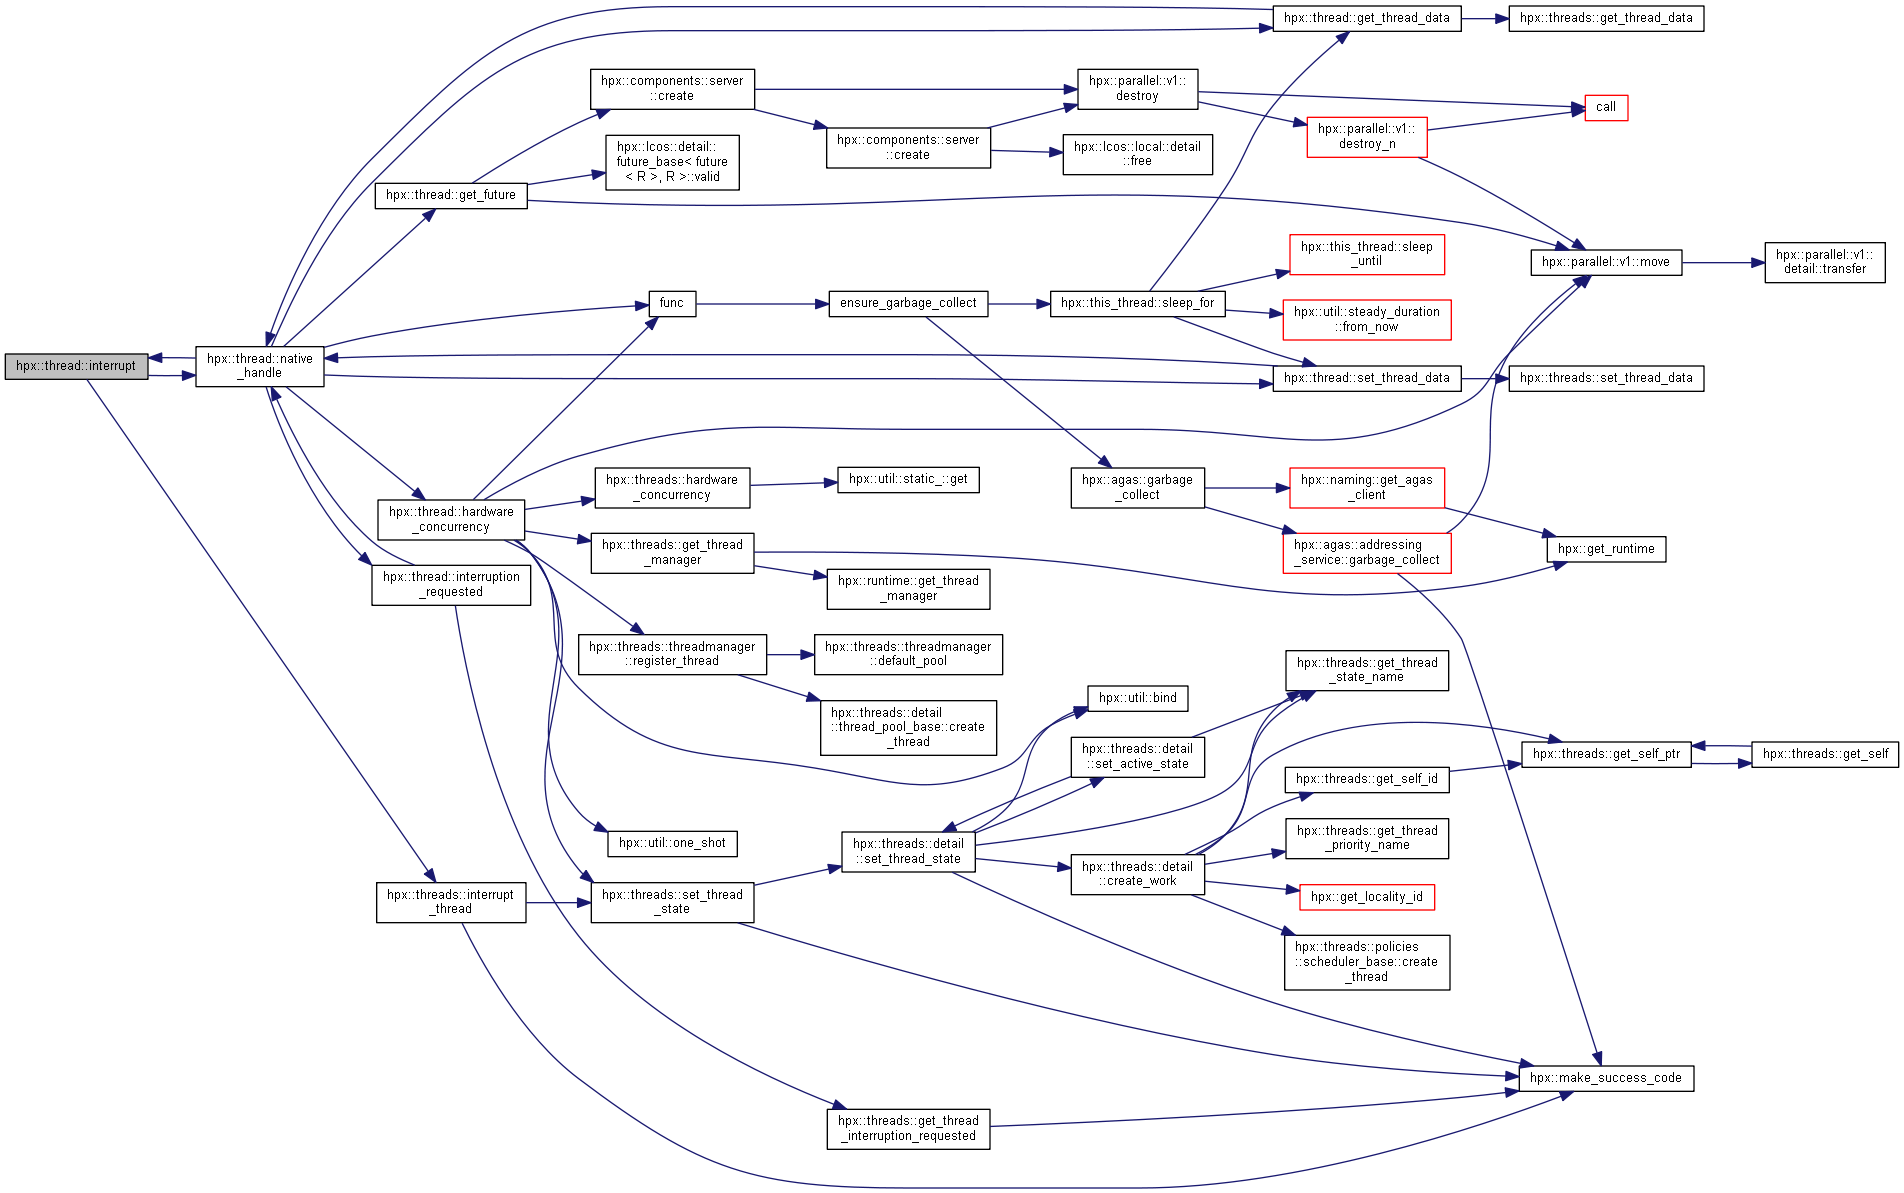 hpx::thread::get_thread_data
hpx::threads::get_thread_data
hpx::components::server
::create
hpx::parallel::v1::
destroy
call
hpx::parallel::v1::
destroy_n
hpx::components::server
::create
hpx::lcos::detail::
future_base< future
< R >, R >::valid
hpx::lcos::local::detail
::free
hpx::thread::get_future
hpx::this_thread::sleep
_until
hpx::parallel::v1::move
hpx::parallel::v1::
detail::transfer
func
ensure_garbage_collect
hpx::this_thread::sleep_for
hpx::util::steady_duration
::from_now
hpx::thread::interrupt
hpx::thread::native
_handle
hpx::thread::set_thread_data
hpx::threads::set_thread_data
hpx::threads::hardware
_concurrency
hpx::util::static_::get
hpx::agas::garbage
_collect
hpx::naming::get_agas
_client
hpx::thread::hardware
_concurrency
hpx::threads::get_thread
_manager
hpx::agas::addressing
_service::garbage_collect
hpx::get_runtime
hpx::thread::interruption
_requested
hpx::runtime::get_thread
_manager
hpx::threads::threadmanager
::register_thread
hpx::threads::threadmanager
::default_pool
hpx::threads::get_thread
_state_name
hpx::util::bind
hpx::threads::detail
::thread_pool_base::create
_thread
hpx::threads::detail
::set_active_state
hpx::threads::get_self_ptr
hpx::threads::get_self
hpx::threads::get_self_id
hpx::util::one_shot
hpx::threads::detail
::set_thread_state
hpx::threads::get_thread
_priority_name
hpx::threads::detail
::create_work
hpx::threads::interrupt
_thread
hpx::threads::set_thread
_state
hpx::get_locality_id
hpx::threads::policies
::scheduler_base::create
_thread
hpx::make_success_code
hpx::threads::get_thread
_interruption_requested